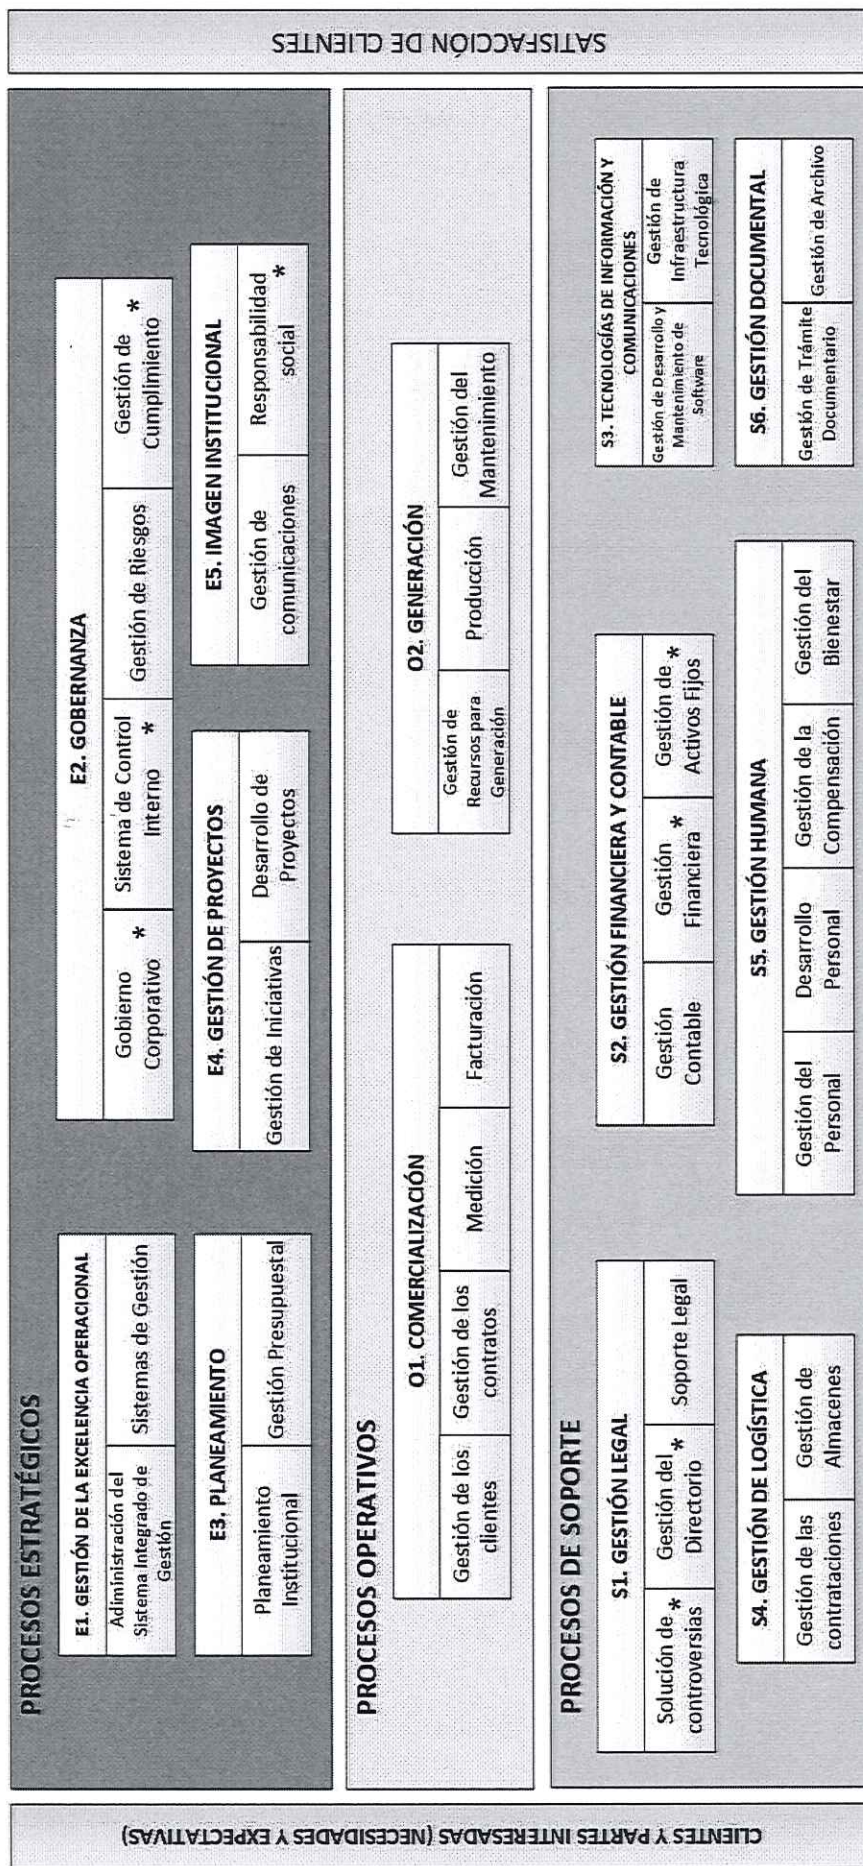 CLIENTES Y PARTES INTERESADAS (NECESIDADES Y EXPECTATIVAS)
PROCESOS ESTRATÉGICOS
E1. GESTIÓN DE LA EXCELENCIA OPERACIONAL
Adiministración del
Sistema Integrado de
Gestión
Sistemas de Gestión
E2. GOBERNANZA
Gobierno
Corporativo *
Sistema de Control
Interno *
Gestión de Riesgos
Gestión de
Cumplimiento *
E3. PLANEAMIENTO
Planeamiento
Institucional
Gestión Presupuestal
E4. GESTIÓN DE PROYECTOS
Gestión de Iniciativas
Desarrollo de
Proyectos
E5. IMAGEN INSTITUCIONAL
Gestión de
comunicaciones
Responsabilidad
social *
PROCESOS OPERATIVOS
O1. COMERCIALIZACIÓN
Gestión de los
clientes
Gestión de los
contratos
Medición
Facturación
O2. GENERACIÓN
Gestión de
Recursos para
Generación
Producción
Gestión del
Mantenimiento
PROCESOS DE SOPORTE
S1. GESTIÓN LEGAL
Solución de
controversias *
Gestión del
Directorio *
Soporte Legal
S2. GESTIÓN FINANCIERA Y CONTABLE
Gestión
Contable
Gestión
Financiera *
Gestión de
Activos Fijos *
S3. TECNOLOGÍAS DE INFORMACIÓN Y
COMUNICACIONES
Gestión de Desarrollo y
Mantenimiento de
Software
Gestión de
Infraestructura
Tecnológica
S4. GESTIÓN DE LOGÍSTICA
Gestión de las
contrataciones
Gestión de
Almacenes
S5. GESTIÓN HUMANA
Gestión del
Personal
Desarrollo
Personal
Gestión de la
Compensación
Gestión del
Bienestar
S6. GESTIÓN DOCUMENTAL
Gestión de Trámite
Documentario
Gestión de Archivo
SATISFACCIÓN DE CLIENTES